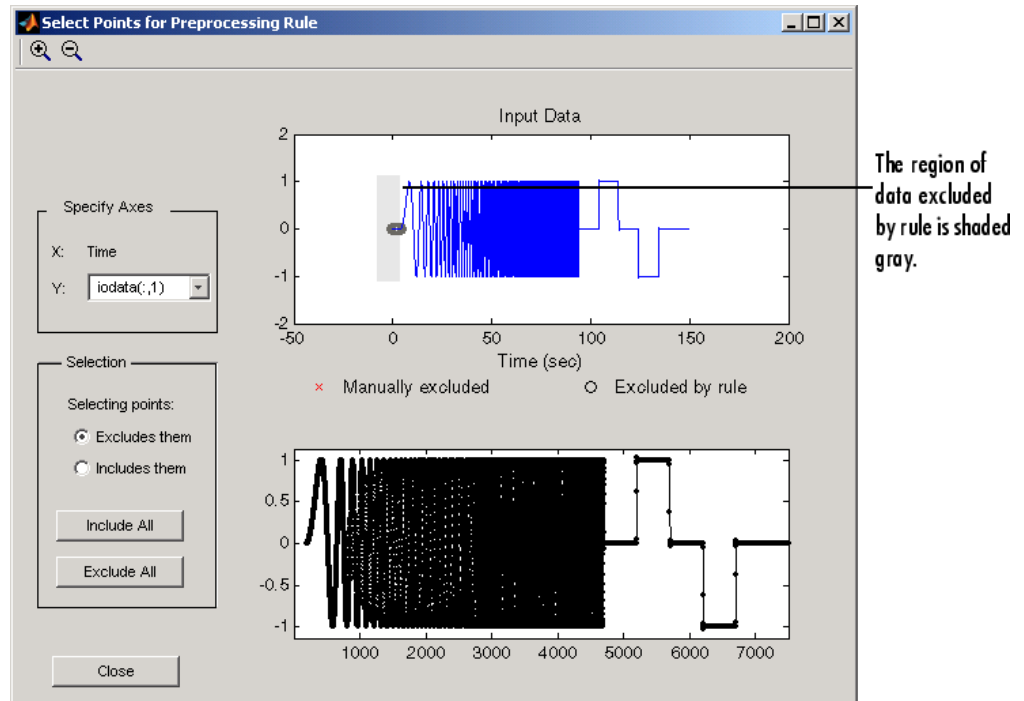 Select Points for Preprocessing Rule
Input Data
2
1
0
-1
-2
-50
0
50
100
150
200
Time (sec)
× Manually excluded
○ Excluded by rule
The region of
data excluded
by rule is shaded
gray.
Specify Axes
X: Time
Y: iodata(:,1)
Selection
Selecting points:
Excludes them
Includes them
Include All
Exclude All
Close
1
0.5
0
-0.5
-1
1000
2000
3000
4000
5000
6000
7000